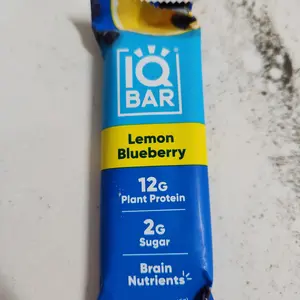 IQ
BAR
Lemon
Blueberry
12G
Plant Protein
2G
Sugar
Brain
Nutrients